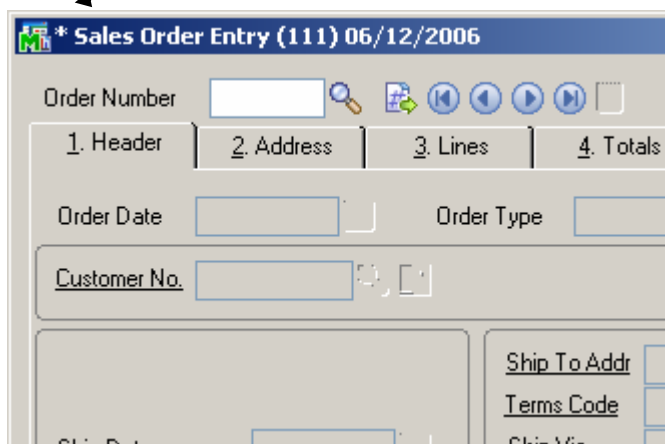 * Sales Order Entry (111) 06/12/2006
Order Number
1. Header 2. Address 3. Lines 4. Totals
Order Date Order Type
Customer No.
Ship To Addr
Terms Code